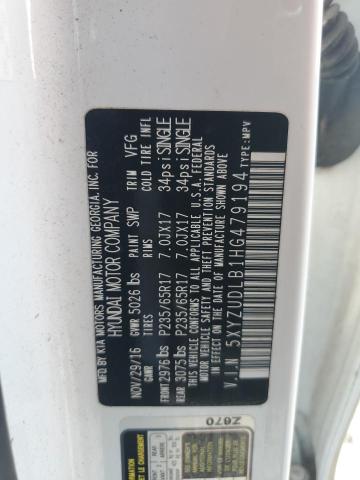 MFD. BY KIA MOTORS MANUFACTURING GEORGIA, INC. FOR
HYUNDAI MOTOR COMPANY
NOV/29/16 PAINT SWP TRIM VFG
GVWR 5026 lbs
GAWR TIRES RIMS COLD TIRE INFL
FRONT 2976 lbs P235/65R17 7.0JX17 34psi SINGLE
REAR 3075 lbs P235/65R17 7.0JX17 34psi SINGLE
THIS VEHICLE CONFORMS TO ALL APPLICABLE U.S.A. FEDERAL
MOTOR VEHICLE SAFETY, BUMPER, AND THEFT PREVENTION STANDARDS
IN EFFECT ON THE DATE OF MANUFACTURE SHOWN ABOVE.
V.I.N 5XYZUDLB1HG479194 TYPE:MPV
Z670